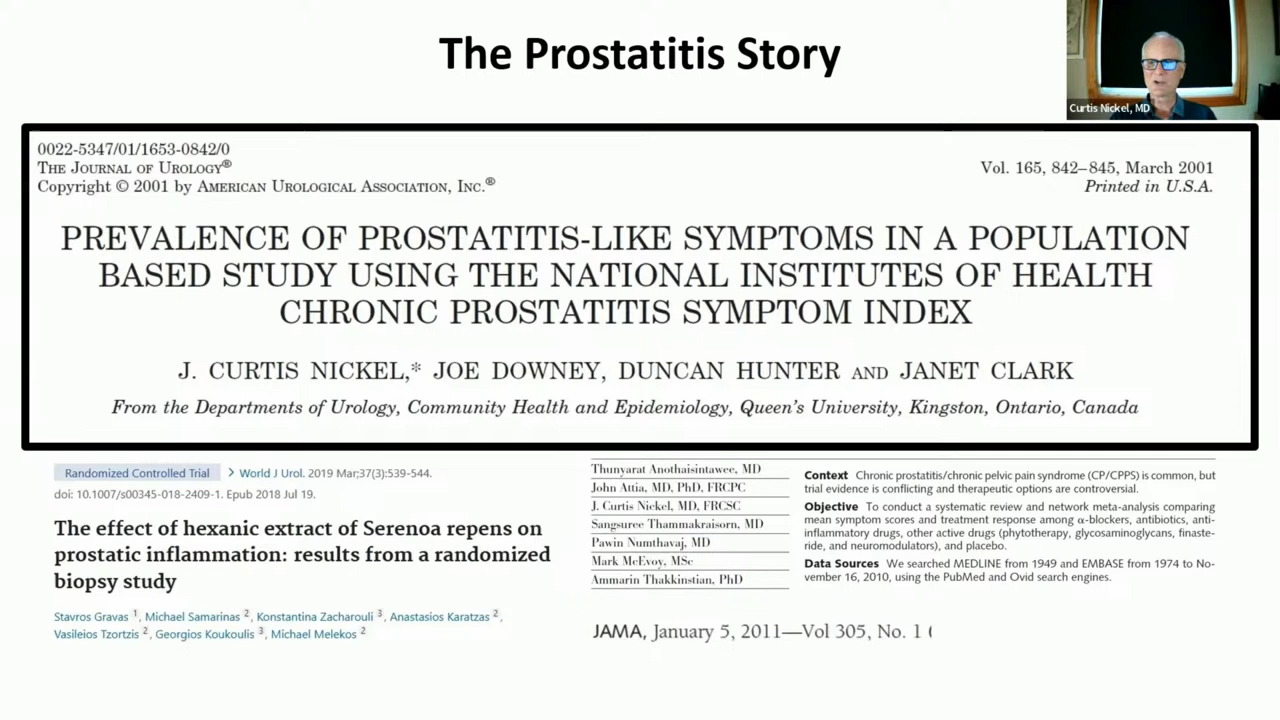 The Prostatitis Story
Curtis Nickel, MD
0022-5347/01/1653-0842/0
THE JOURNAL OF UROLOGY®
Copyright © 2001 by AMERICAN UROLOGICAL ASSOCIATION, INC.®
Vol. 165, 842–845, March 2001
Printed in U.S.A.
PREVALENCE OF PROSTATITIS-LIKE SYMPTOMS IN A POPULATION
BASED STUDY USING THE NATIONAL INSTITUTES OF HEALTH
CHRONIC PROSTATITIS SYMPTOM INDEX
J. CURTIS NICKEL,* JOE DOWNEY, DUNCAN HUNTER AND JANET CLARK
From the Departments of Urology, Community Health and Epidemiology, Queen's University, Kingston, Ontario, Canada
Randomized Controlled Trial > World J Urol. 2019 Mar;37(3):539-544.
doi: 10.1007/s00345-018-2409-1. Epub 2018 Jul 19.
The effect of hexanic extract of Serenoa repens on
prostatic inflammation: results from a randomized
biopsy study
Stavros Gravas 1, Michael Samarinas 2, Konstantina Zacharouli 3, Anastasios Karatzas 2,
Vasileios Tzortzis 2, Georgios Koukoulis 3, Michael Melekos 2
Thunyarat Anothaisintawee, MD
John Attia, MD, PhD, FRCPC
J. Curtis Nickel, MD, FRCSC
Sangsuree Thammakraisorn, MD
Pawin Numthavaj, MD
Mark McEvoy, MSc
Ammarin Thakkinstian, PhD
Context Chronic prostatitis/chronic pelvic pain syndrome (CP/CPPS) is common, but
trial evidence is conflicting and therapeutic options are controversial.
Objective To conduct a systematic review and network meta-analysis comparing
mean symptom scores and treatment response among α-blockers, antibiotics, anti-
inflammatory drugs, other active drugs (phytotherapy, glycosaminoglycans, finaste-
ride, and neuromodulators), and placebo.
Data Sources We searched MEDLINE from 1949 and EMBASE from 1974 to No-
vember 16, 2010, using the PubMed and Ovid search engines.
JAMA, January 5, 2011—Vol 305, No. 1 (